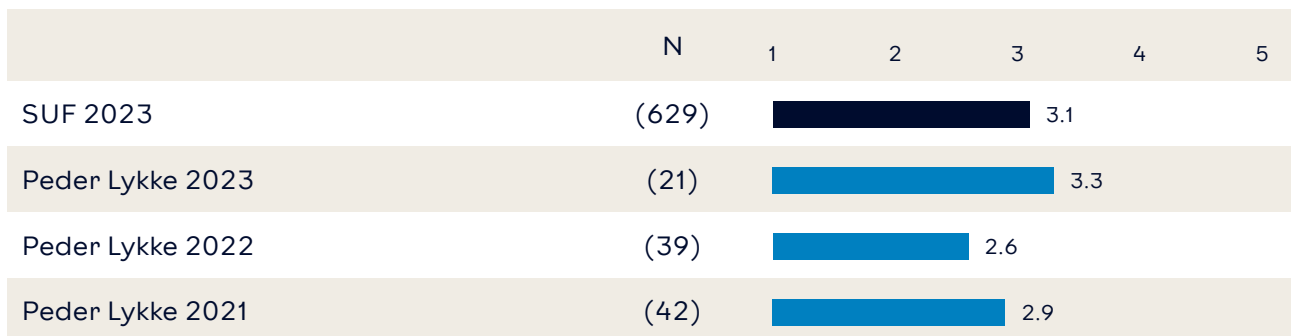 N 1 2 3 4 5
SUF 2023 (629) 3.1
Peder Lykke 2023 (21) 3.3
Peder Lykke 2022 (39) 2.6
Peder Lykke 2021 (42) 2.9